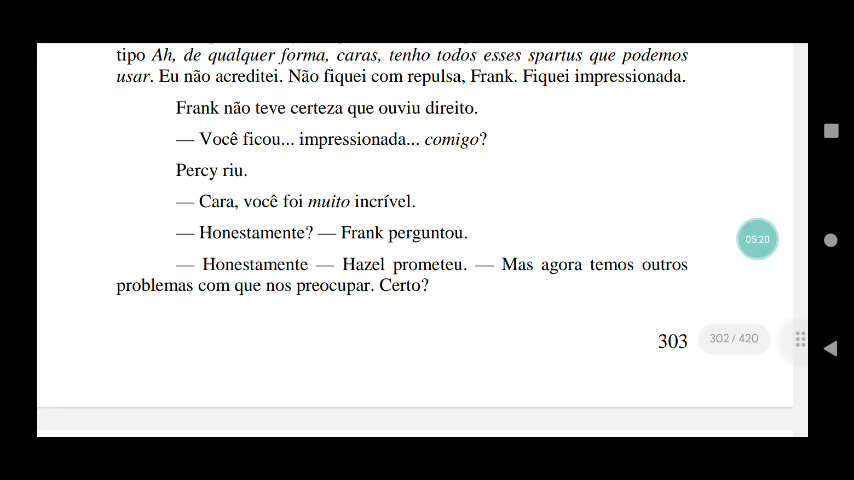 tipo Ah, de qualquer forma, caras, tenho todos esses spartus que podemos
usar. Eu não acreditei. Não fiquei com repulsa, Frank. Fiquei impressionada.
Frank não teve certeza que ouviu direito.
— Você ficou... impressionada... comigo?
Percy riu.
— Cara, você foi muito incrível.
— Honestamente? — Frank perguntou.
— Honestamente — Hazel prometeu. — Mas agora temos outros
problemas com que nos preocupar. Certo?
05:20
303
302 / 420